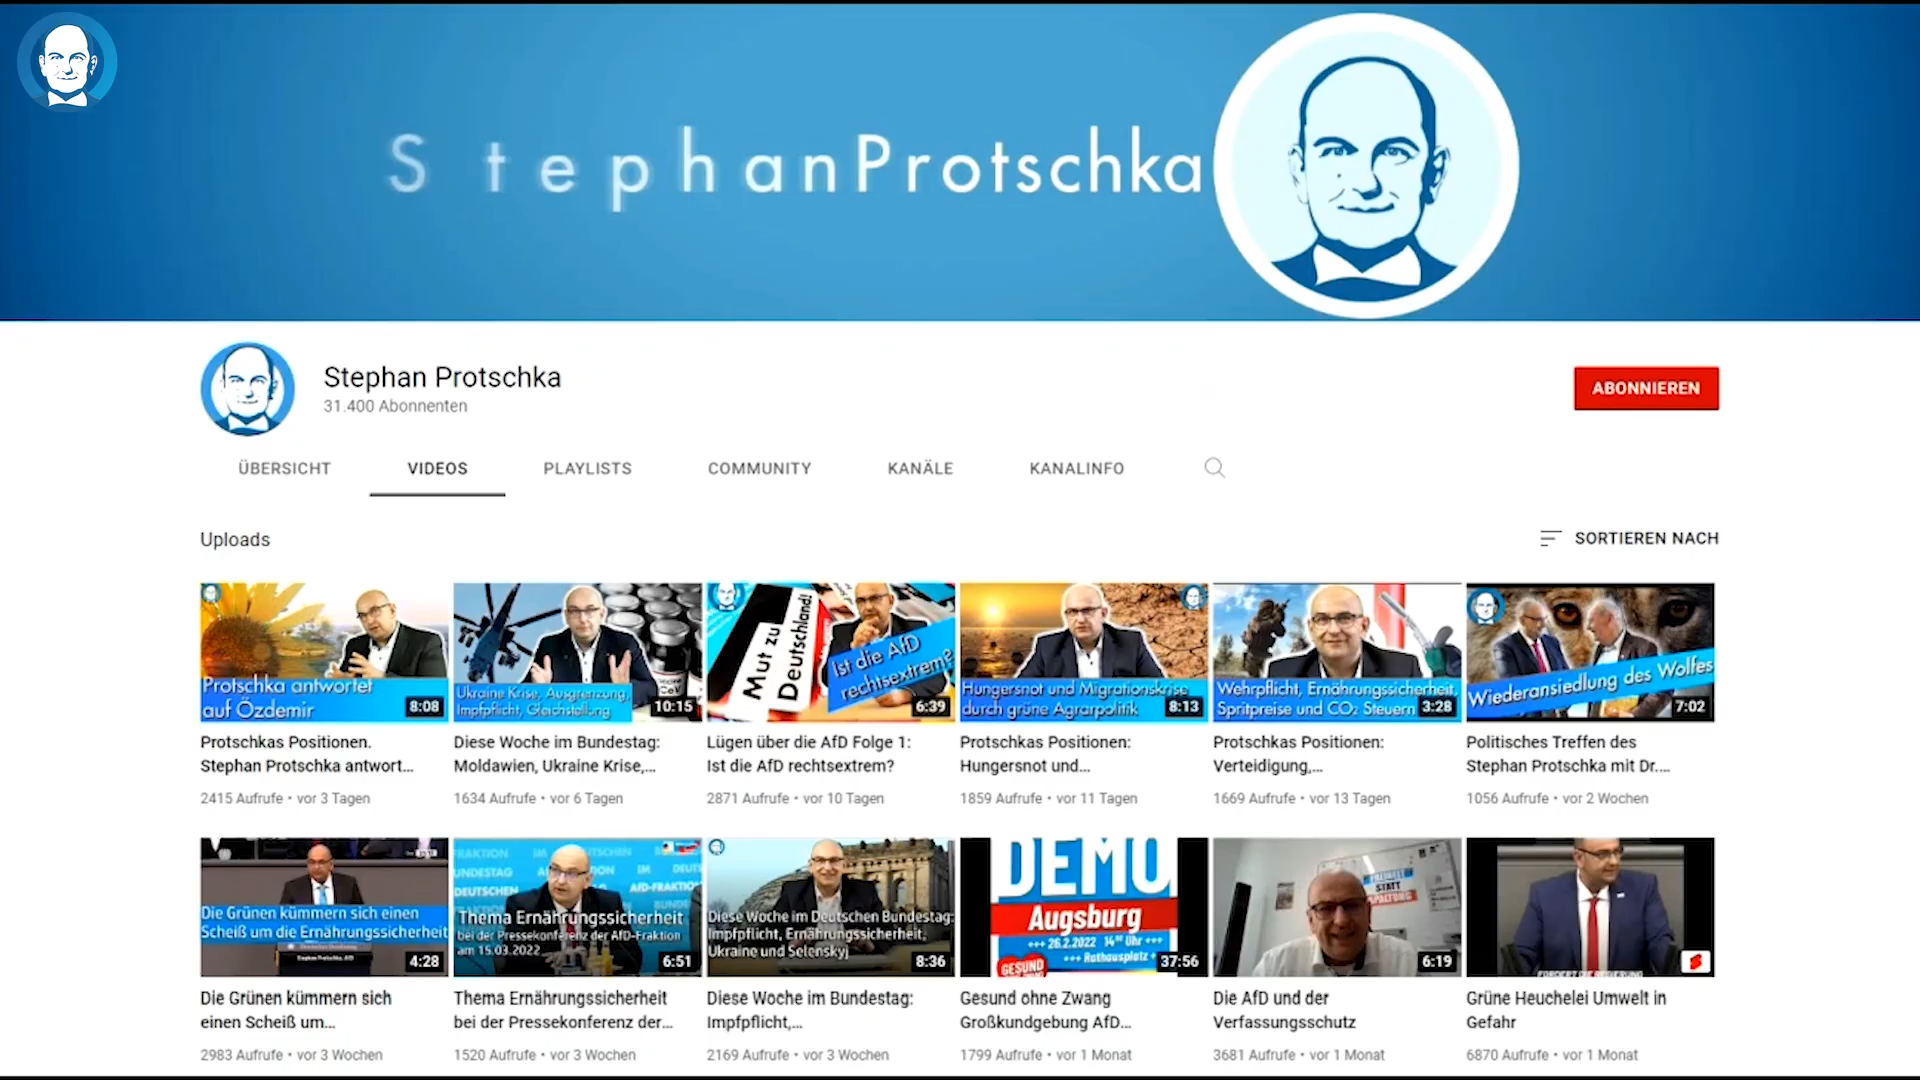 StephanProtschka
Stephan Protschka
31.400 Abonnenten
ABONNIEREN
ÜBERSICHT
VIDEOS
PLAYLISTS
COMMUNITY
KANÄLE
KANALINFO
Uploads
SORTIEREN NACH
Protschka antwortet
auf Özdemir
8:08
Ukraine Krise, Ausgrenzung,
Impfpflicht, Gleichstellung
10:15
Mut zu
Deutschland!
Ist die AfD
rechtsextrem?
6:39
Hungersnot und Migrationskrise
durch grüne Agrarpolitik
8:13
Wehrpflicht, Ernährungssicherheit
Spritpreise und CO₂ Steuern
3:28
Wiederansiedlung des Wolfes
7:02
Protschkas Positionen.
Stephan Protschka antwort...
2415 Aufrufe • vor 3 Tagen
Diese Woche im Bundestag:
Moldawien, Ukraine Krise,...
1634 Aufrufe • vor 6 Tagen
Lügen über die AfD Folge 1:
Ist die AfD rechtsextrem?
2871 Aufrufe • vor 10 Tagen
Protschkas Positionen:
Hungersnot und...
1859 Aufrufe • vor 11 Tagen
Protschkas Positionen:
Verteidigung,...
1669 Aufrufe • vor 13 Tagen
Politisches Treffen des
Stephan Protschka mit Dr....
1056 Aufrufe • vor 2 Wochen
Die Grünen kümmern sich einen
Scheiß um die Ernährungssicherheit
Stephan Protschka, AfD
4:28
Thema Ernährungssicherheit
bei der Pressekonferenz der AfD-Fraktion
am 15.03.2022
6:51
Diese Woche im Deutschen Bundestag:
Impfpflicht, Ernährungssicherheit,
Ukraine und Selenskyj
8:36
DEMO
Augsburg
+++ 26.2.2022 14⁰⁰ Uhr +++
+++ Rathausplatz +
GESUND
37:56
STATT
6:19
FORDERT DIE REGIERUNG
Die Grünen kümmern sich
einen Scheiß um...
2983 Aufrufe • vor 3 Wochen
Thema Ernährungssicherheit
bei der Pressekonferenz der...
1520 Aufrufe • vor 3 Wochen
Diese Woche im Bundestag:
Impfpflicht,...
2169 Aufrufe • vor 3 Wochen
Gesund ohne Zwang
Großkundgebung AfD...
1799 Aufrufe • vor 1 Monat
Die AfD und der
Verfassungsschutz
3681 Aufrufe • vor 1 Monat
Grüne Heuchelei Umwelt in
Gefahr
6870 Aufrufe • vor 1 Monat